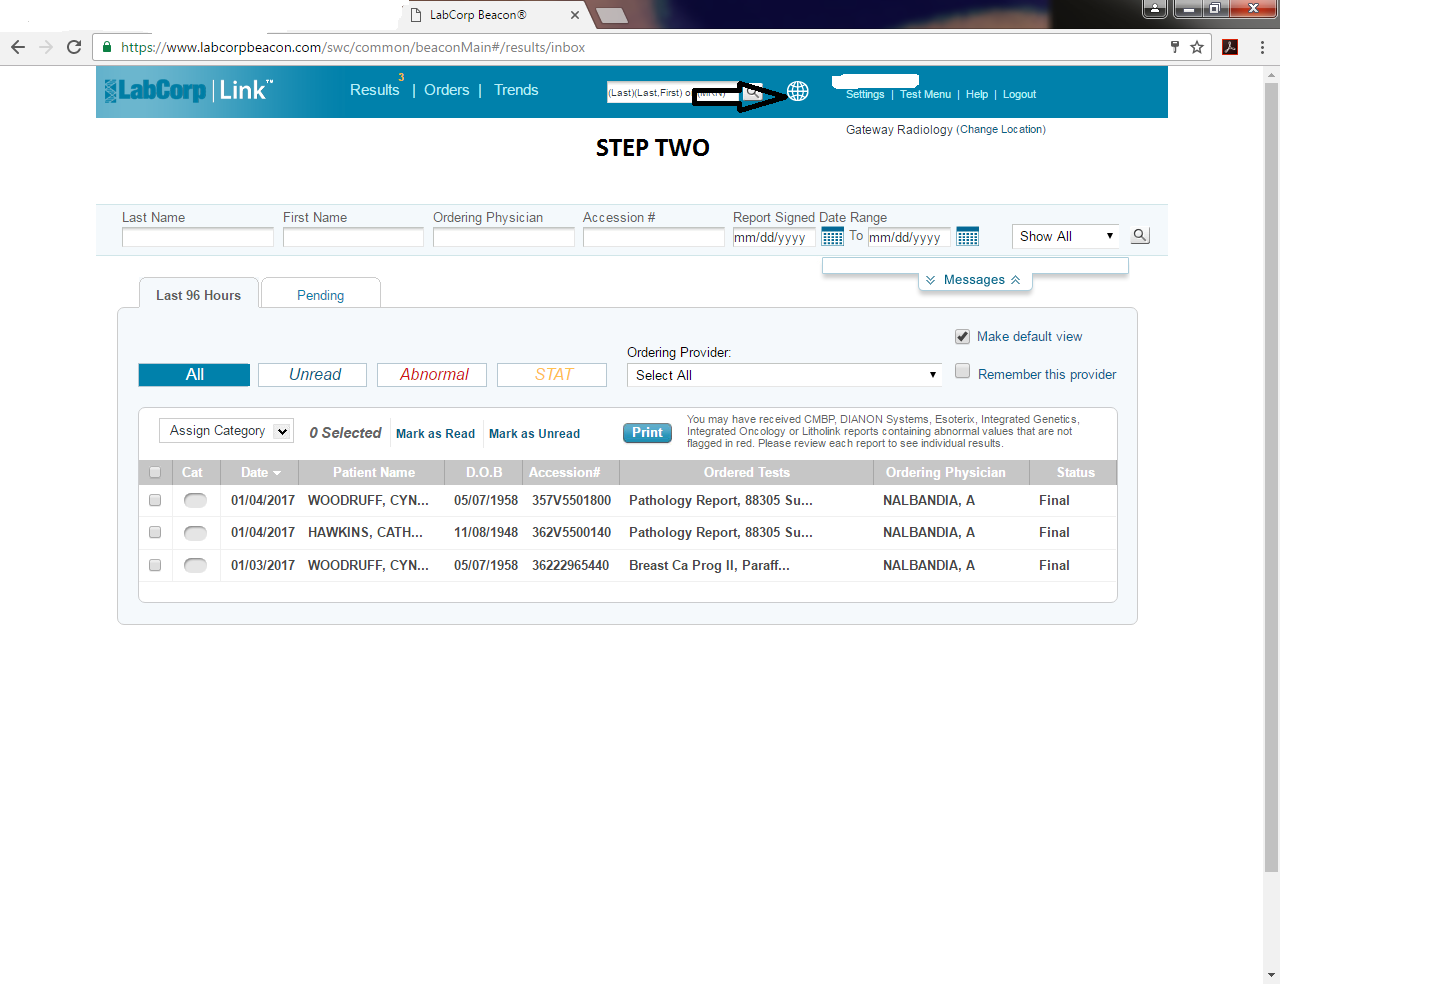 LabCorp Beacon®
https://www.labcorpbeacon.com/swc/common/beaconMain#/results/inbox
LabCorp | Link™
Results 3 | Orders | Trends
(Last)(Last,First) o (MRN)
Settings | Test Menu | Help | Logout
Gateway Radiology (Change Location)
STEP TWO
Last Name First Name Ordering Physician Accession # Report Signed Date Range
mm/dd/yyyy To mm/dd/yyyy Show All
Messages
Last 96 Hours Pending
Make default view
Ordering Provider:
All Unread Abnormal STAT Select All Remember this provider
You may have received CMBP, DIANON Systems, Esoterix, Integrated Genetics,
Integrated Oncology or Litholink reports containing abnormal values that are not
flagged in red. Please review each report to see individual results.
Assign Category 0 Selected Mark as Read Mark as Unread Print
Cat Date Patient Name D.O.B Accession# Ordered Tests Ordering Physician Status
01/04/2017 WOODRUFF, CYN... 05/07/1958 357V5501800 Pathology Report, 88305 Su... NALBANDIA, A Final
01/04/2017 HAWKINS, CATH... 11/08/1948 362V5500140 Pathology Report, 88305 Su... NALBANDIA, A Final
01/03/2017 WOODRUFF, CYN... 05/07/1958 36222965440 Breast Ca Prog II, Paraff... NALBANDIA, A Final